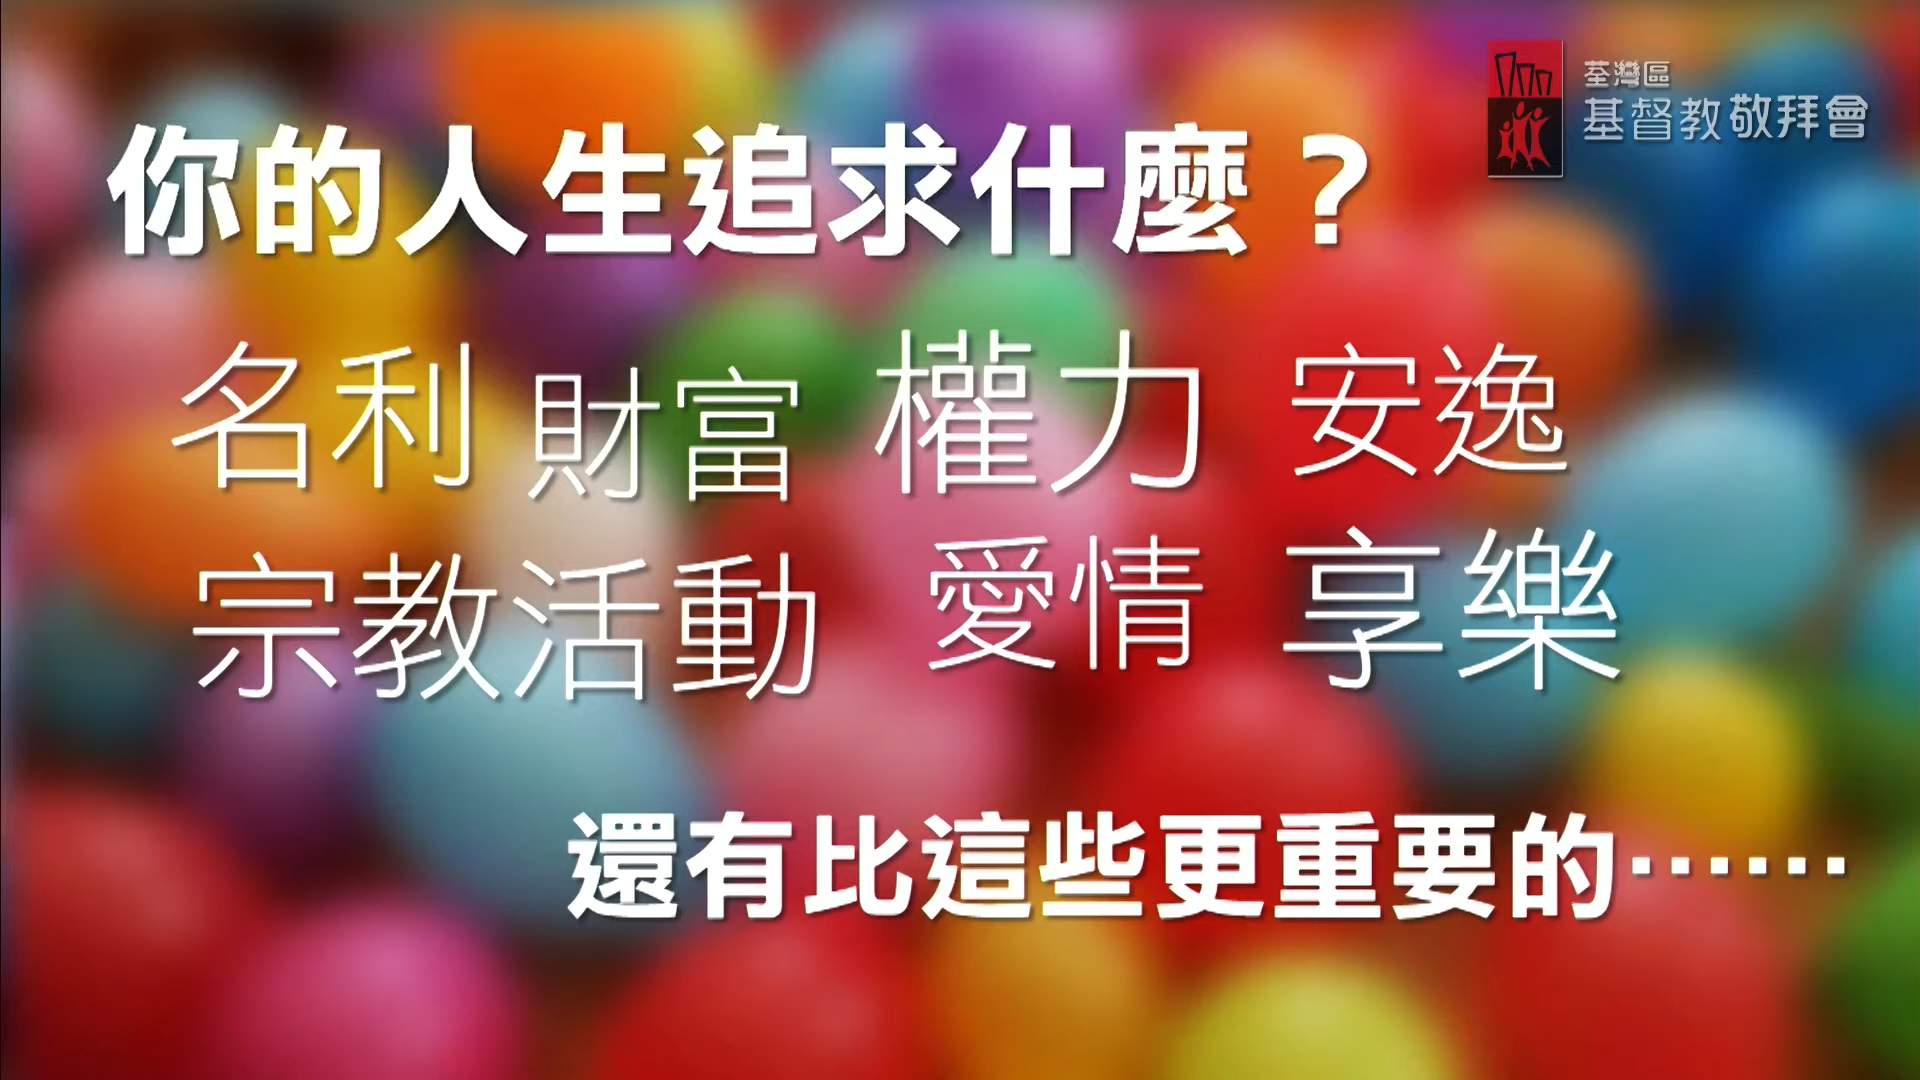 荃灣區
基督教敬拜會
你的人生追求什麼？
名利 財富 權力 安逸
宗教活動 愛情 享樂
還有比這些更重要的……